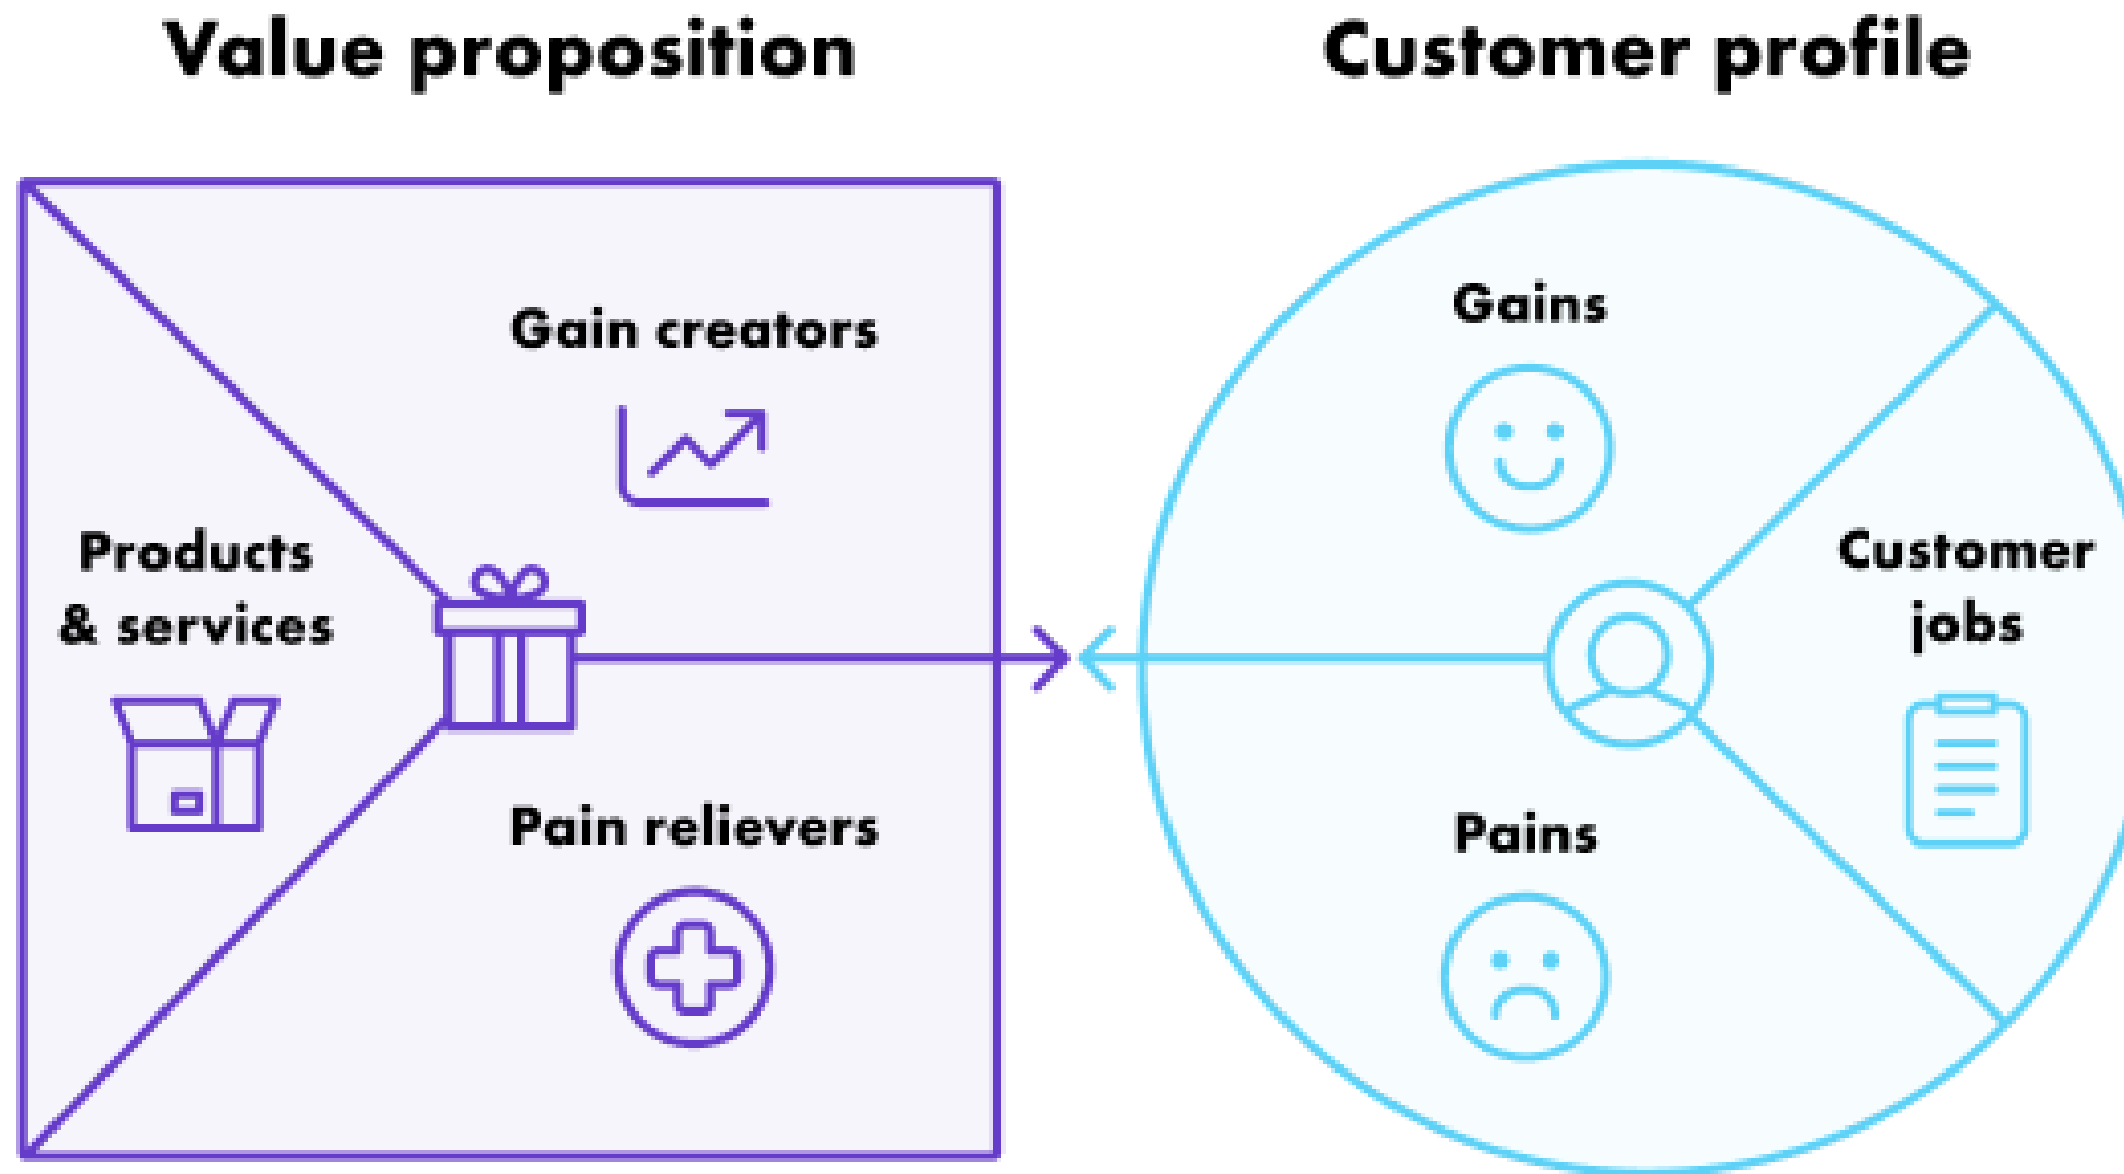 Value proposition
Customer profile
Gain creators
Products
& services
Pain relievers
Gains
Customer
jobs
Pains